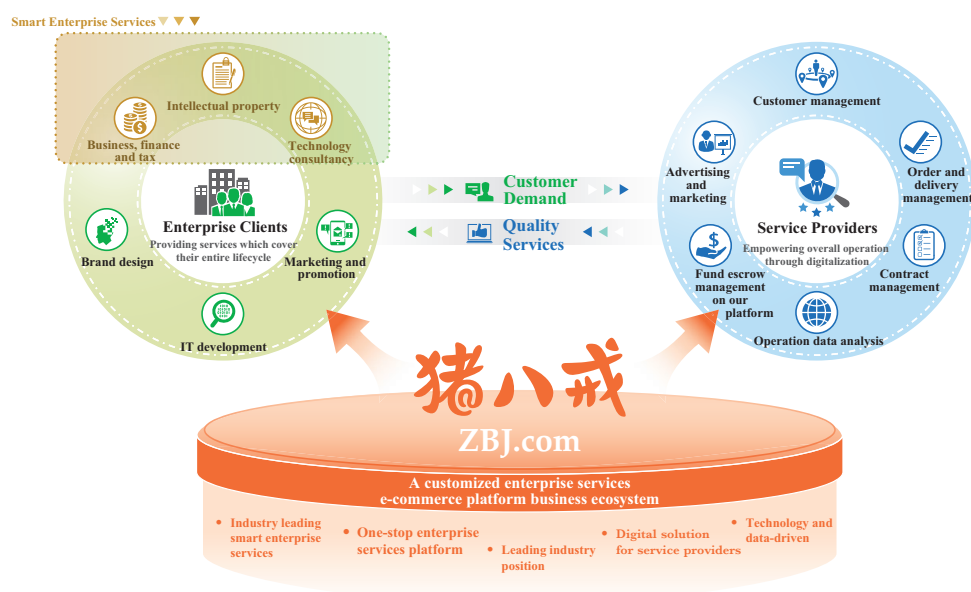 Smart Enterprise Services
Intellectual property
Business, finance
and tax
Technology
consultancy
Enterprise Clients
Providing services which cover
their entire lifecycle
Brand design
Marketing and
promotion
IT development
Customer
Demand
Quality
Services
Customer management
Advertising
and
marketing
Order and
delivery
management
Service Providers
Empowering overall operation
through digitalization
Fund escrow
management
on our
platform
Contract
management
Operation data analysis
猪八戒
ZBJ.com
A customized enterprise services
e-commerce platform business ecosystem
• Industry leading
smart enterprise
services
• One-stop enterprise
services platform
• Leading industry
position
• Digital solution
for service providers
• Technology and
data-driven